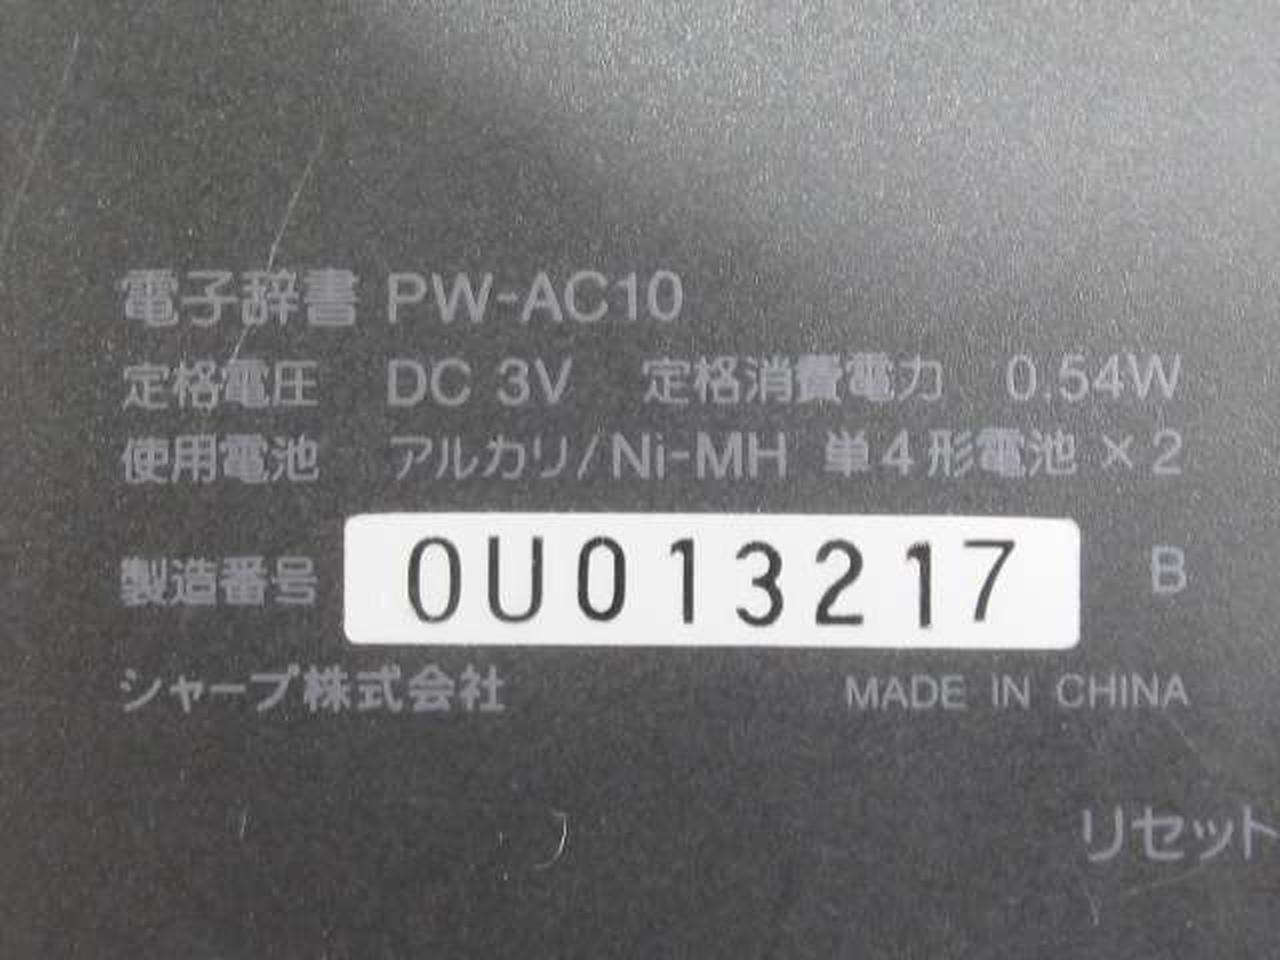 電子辞書 PW-AC10
定格電圧 DC 3V 定格消費電力 0.54W
使用電池 アルカリ/Ni-MH 単4形電池×2
製造番号 0U013217 B
シャープ株式会社 MADE IN CHINA
リセット